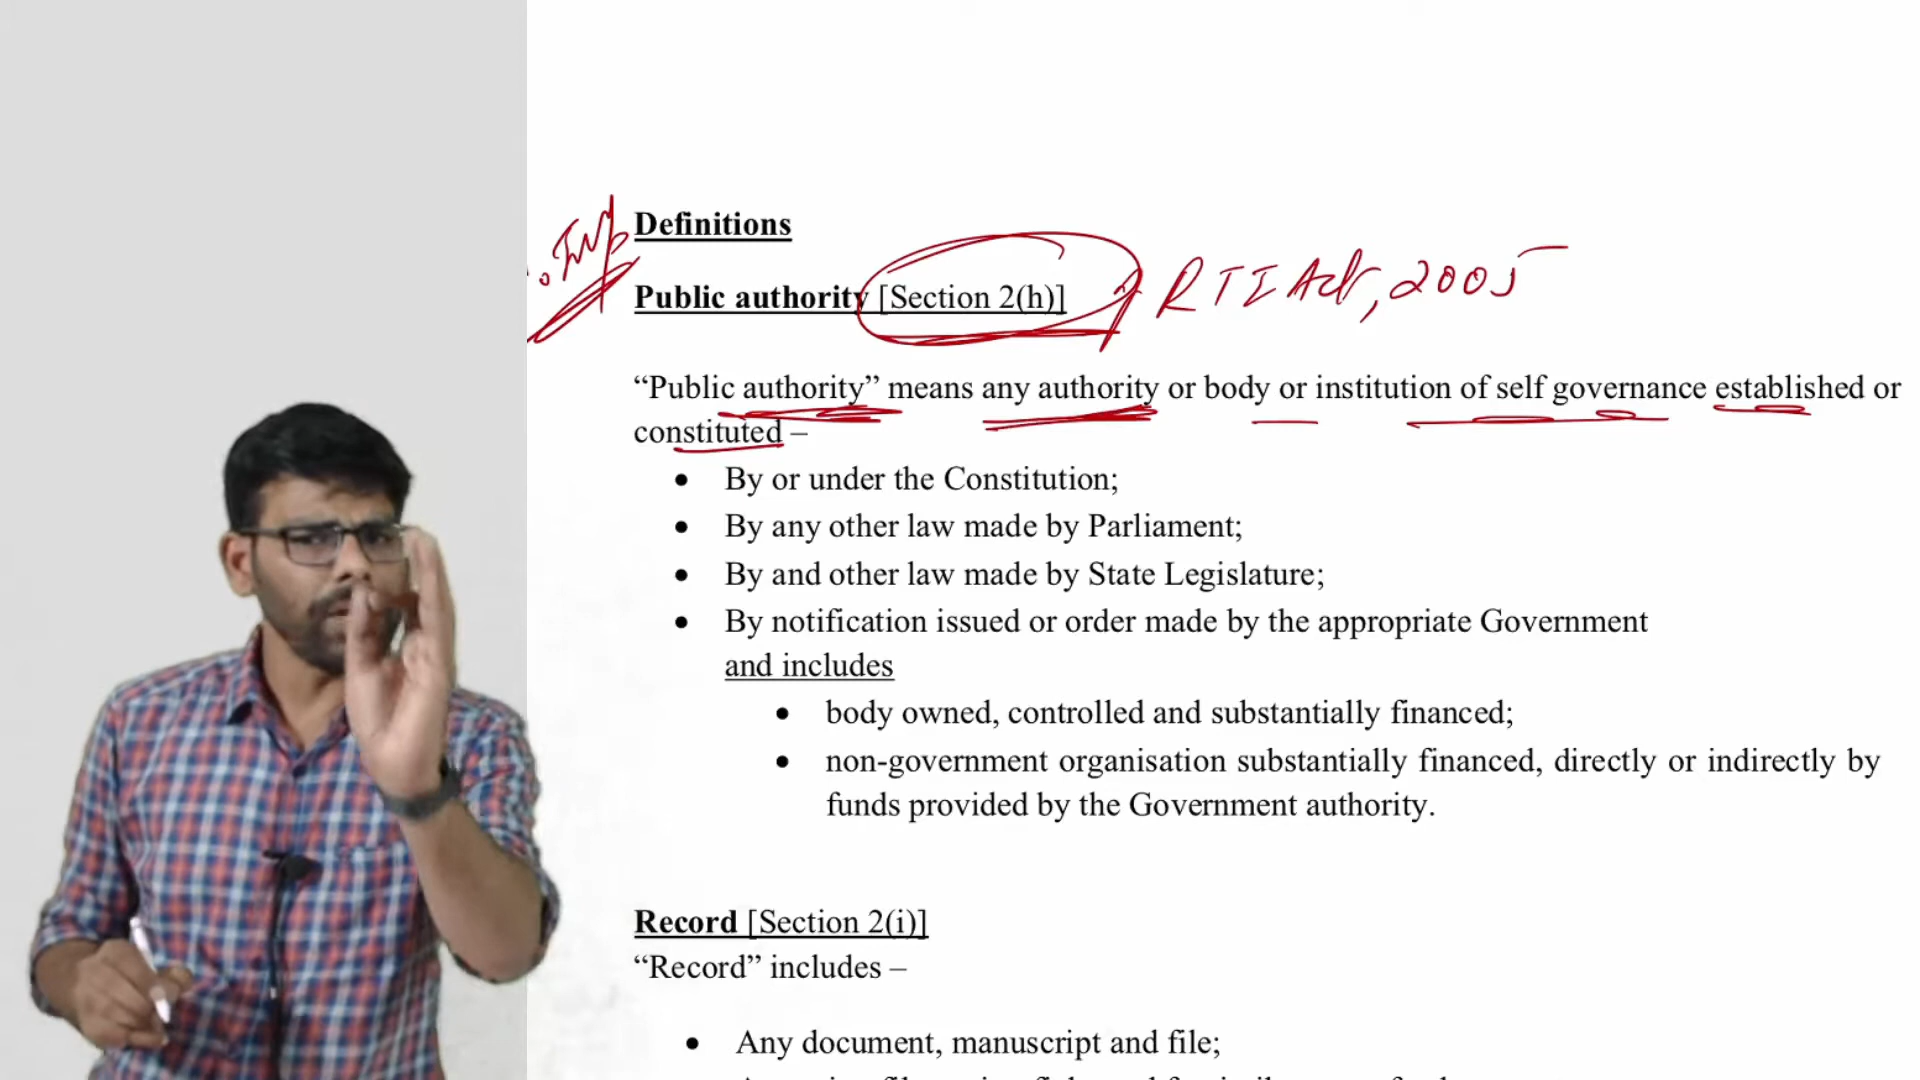 Imp
Definitions
Public authority [Section 2(h)]
RTI Act, 2005
“Public authority” means any authority or body or institution of self governance established or
constituted –
• By or under the Constitution;
• By any other law made by Parliament;
• By and other law made by State Legislature;
• By notification issued or order made by the appropriate Government
and includes
• body owned, controlled and substantially financed;
• non-government organisation substantially financed, directly or indirectly by
funds provided by the Government authority.
Record [Section 2(i)]
“Record” includes –
• Any document, manuscript and file;